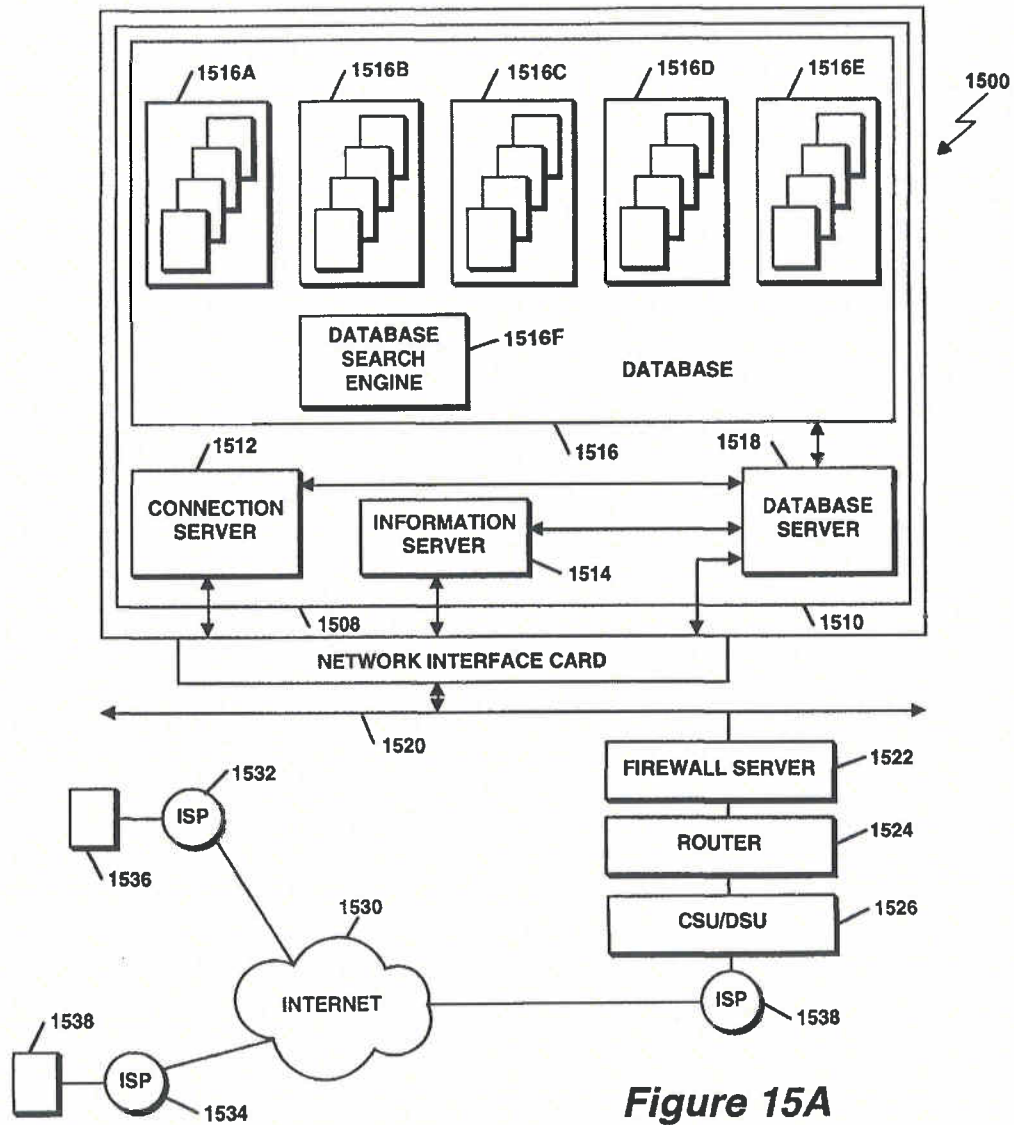 1516A
1516B
1516C
1516D
1516E
1500
DATABASE
SEARCH
ENGINE
1516F
DATABASE
1512
1516
1518
CONNECTION
SERVER
INFORMATION
SERVER
1514
DATABASE
SERVER
1508
1510
NETWORK INTERFACE CARD
1520
FIREWALL SERVER
1522
1532
ISP
1536
ROUTER
1524
CSU/DSU
1526
1530
INTERNET
ISP
1538
1538
ISP
1534
Figure 15A